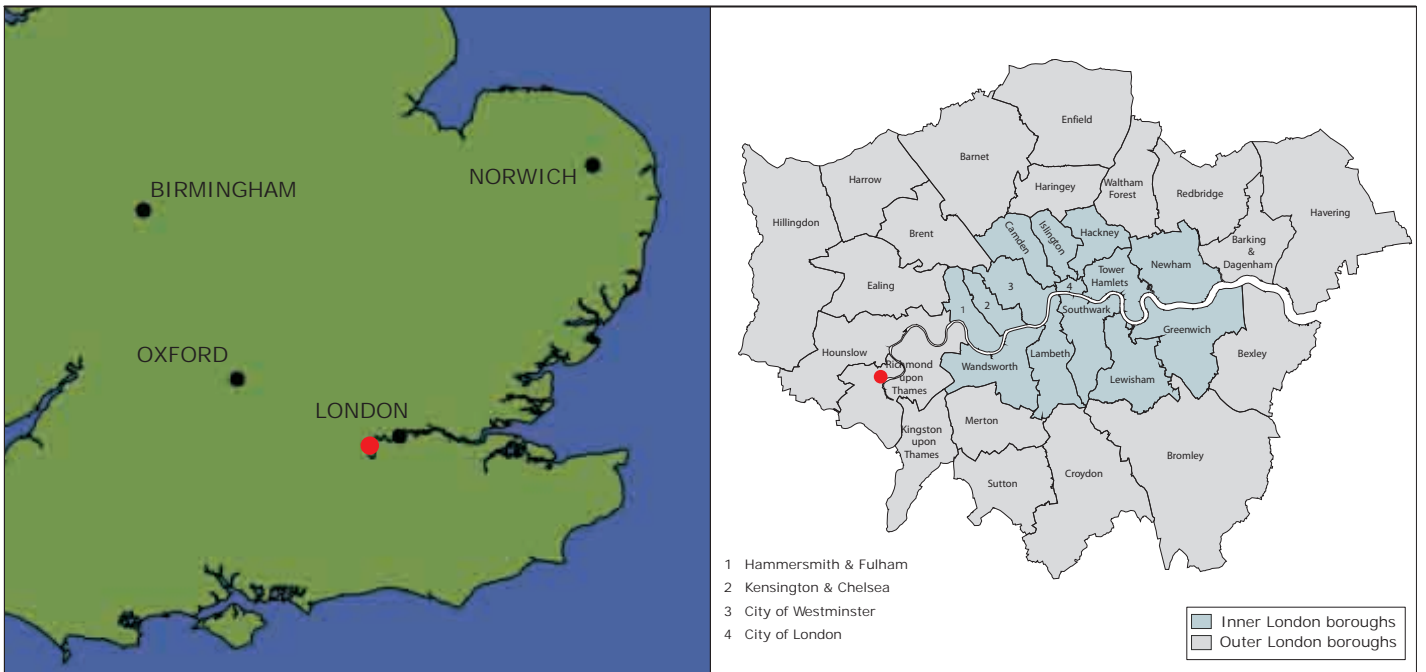 BIRMINGHAM
NORWICH
OXFORD
LONDON
Enfield
Barnet
Harrow
Haringey
Waltham
Forest
Redbridge
Havering
Hillingdon
Brent
Camden
Islington
Hackney
Barking
&
Dagenham
Newham
Tower
Hamlets
Ealing
3
4
1
2
Southwark
Greenwich
Hounslow
Richmond
upon
Thames
Wandsworth
Lambeth
Lewisham
Bexley
Merton
Kingston
upon
Thames
Sutton
Croydon
Bromley
1 Hammersmith & Fulham
2 Kensington & Chelsea
3 City of Westminster
4 City of London
Inner London boroughs
Outer London boroughs